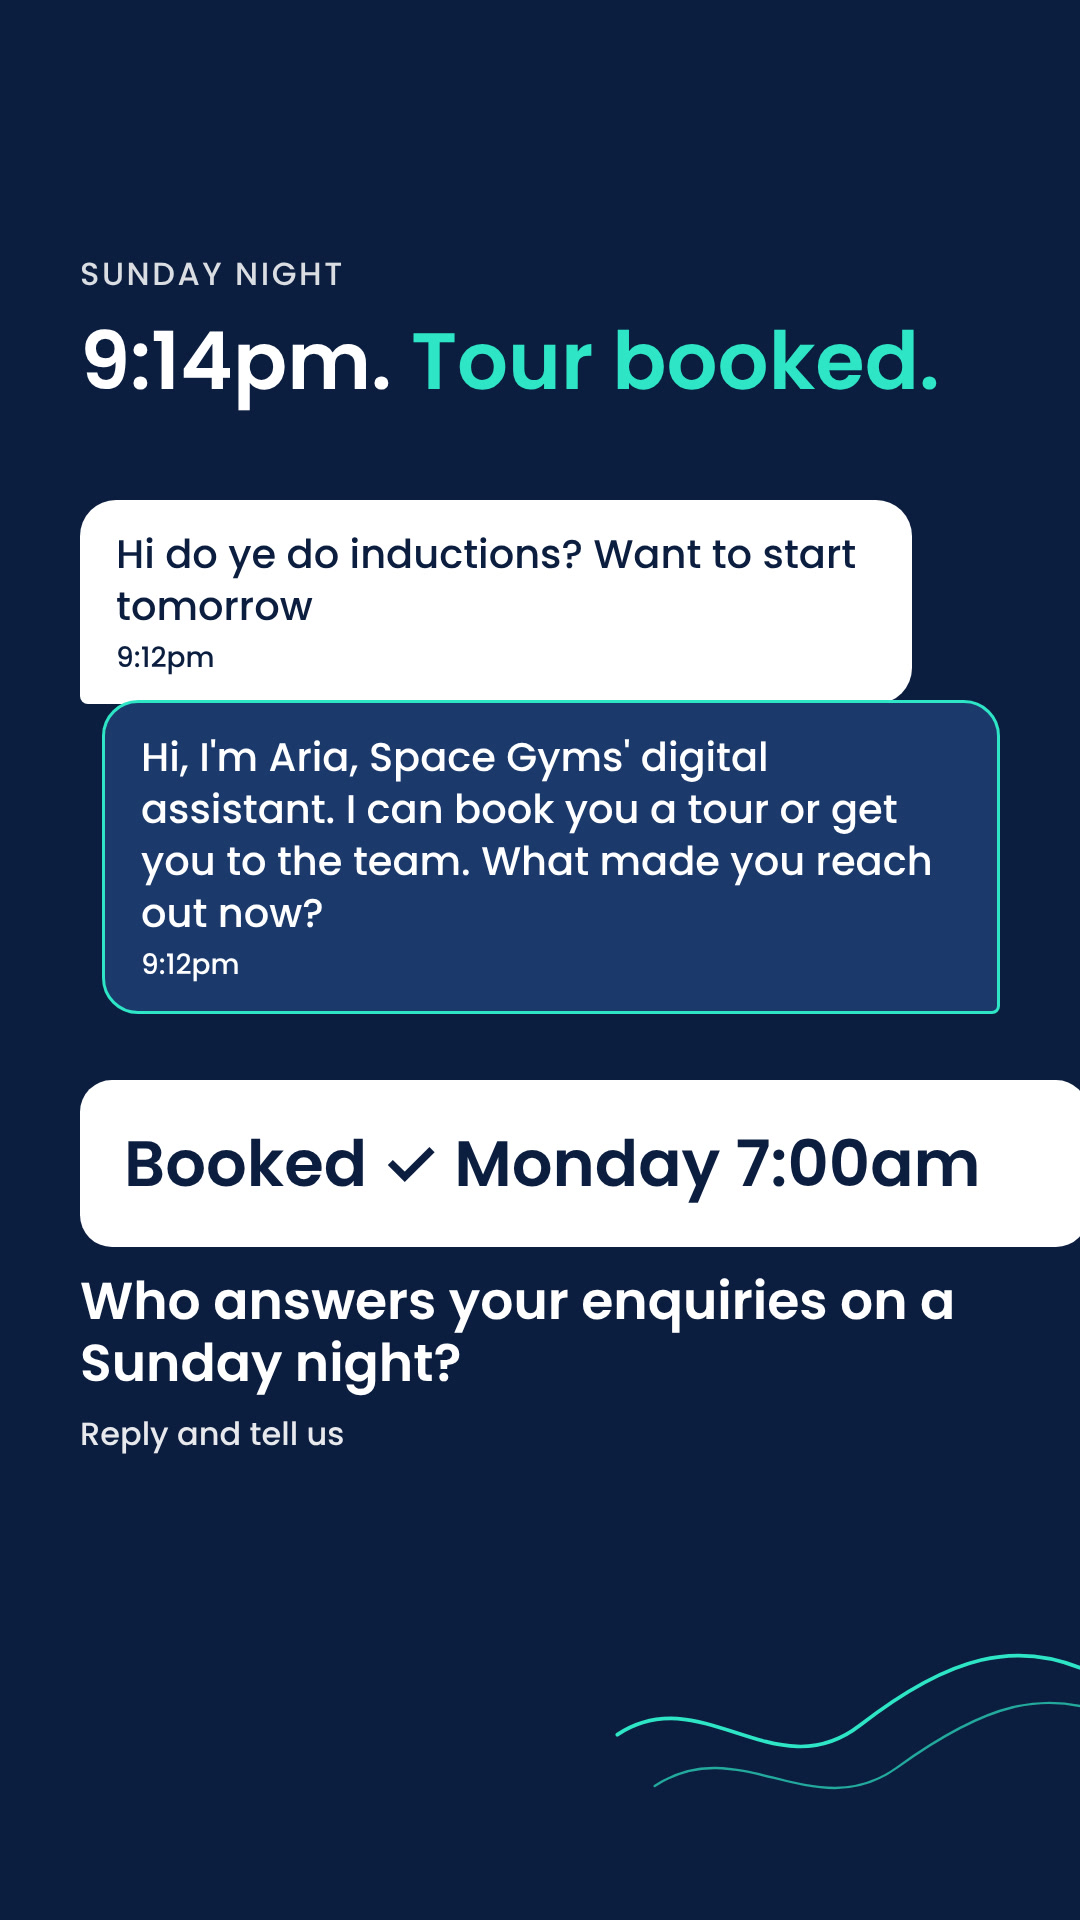 SUNDAY NIGHT
9:14pm. Tour booked.
Hi do ye do inductions? Want to start
tomorrow
9:12pm
Hi, I'm Aria, Space Gyms' digital
assistant. I can book you a tour or get
you to the team. What made you reach
out now?
9:12pm
Booked ✓ Monday 7:00am
Who answers your enquiries on a
Sunday night?
Reply and tell us